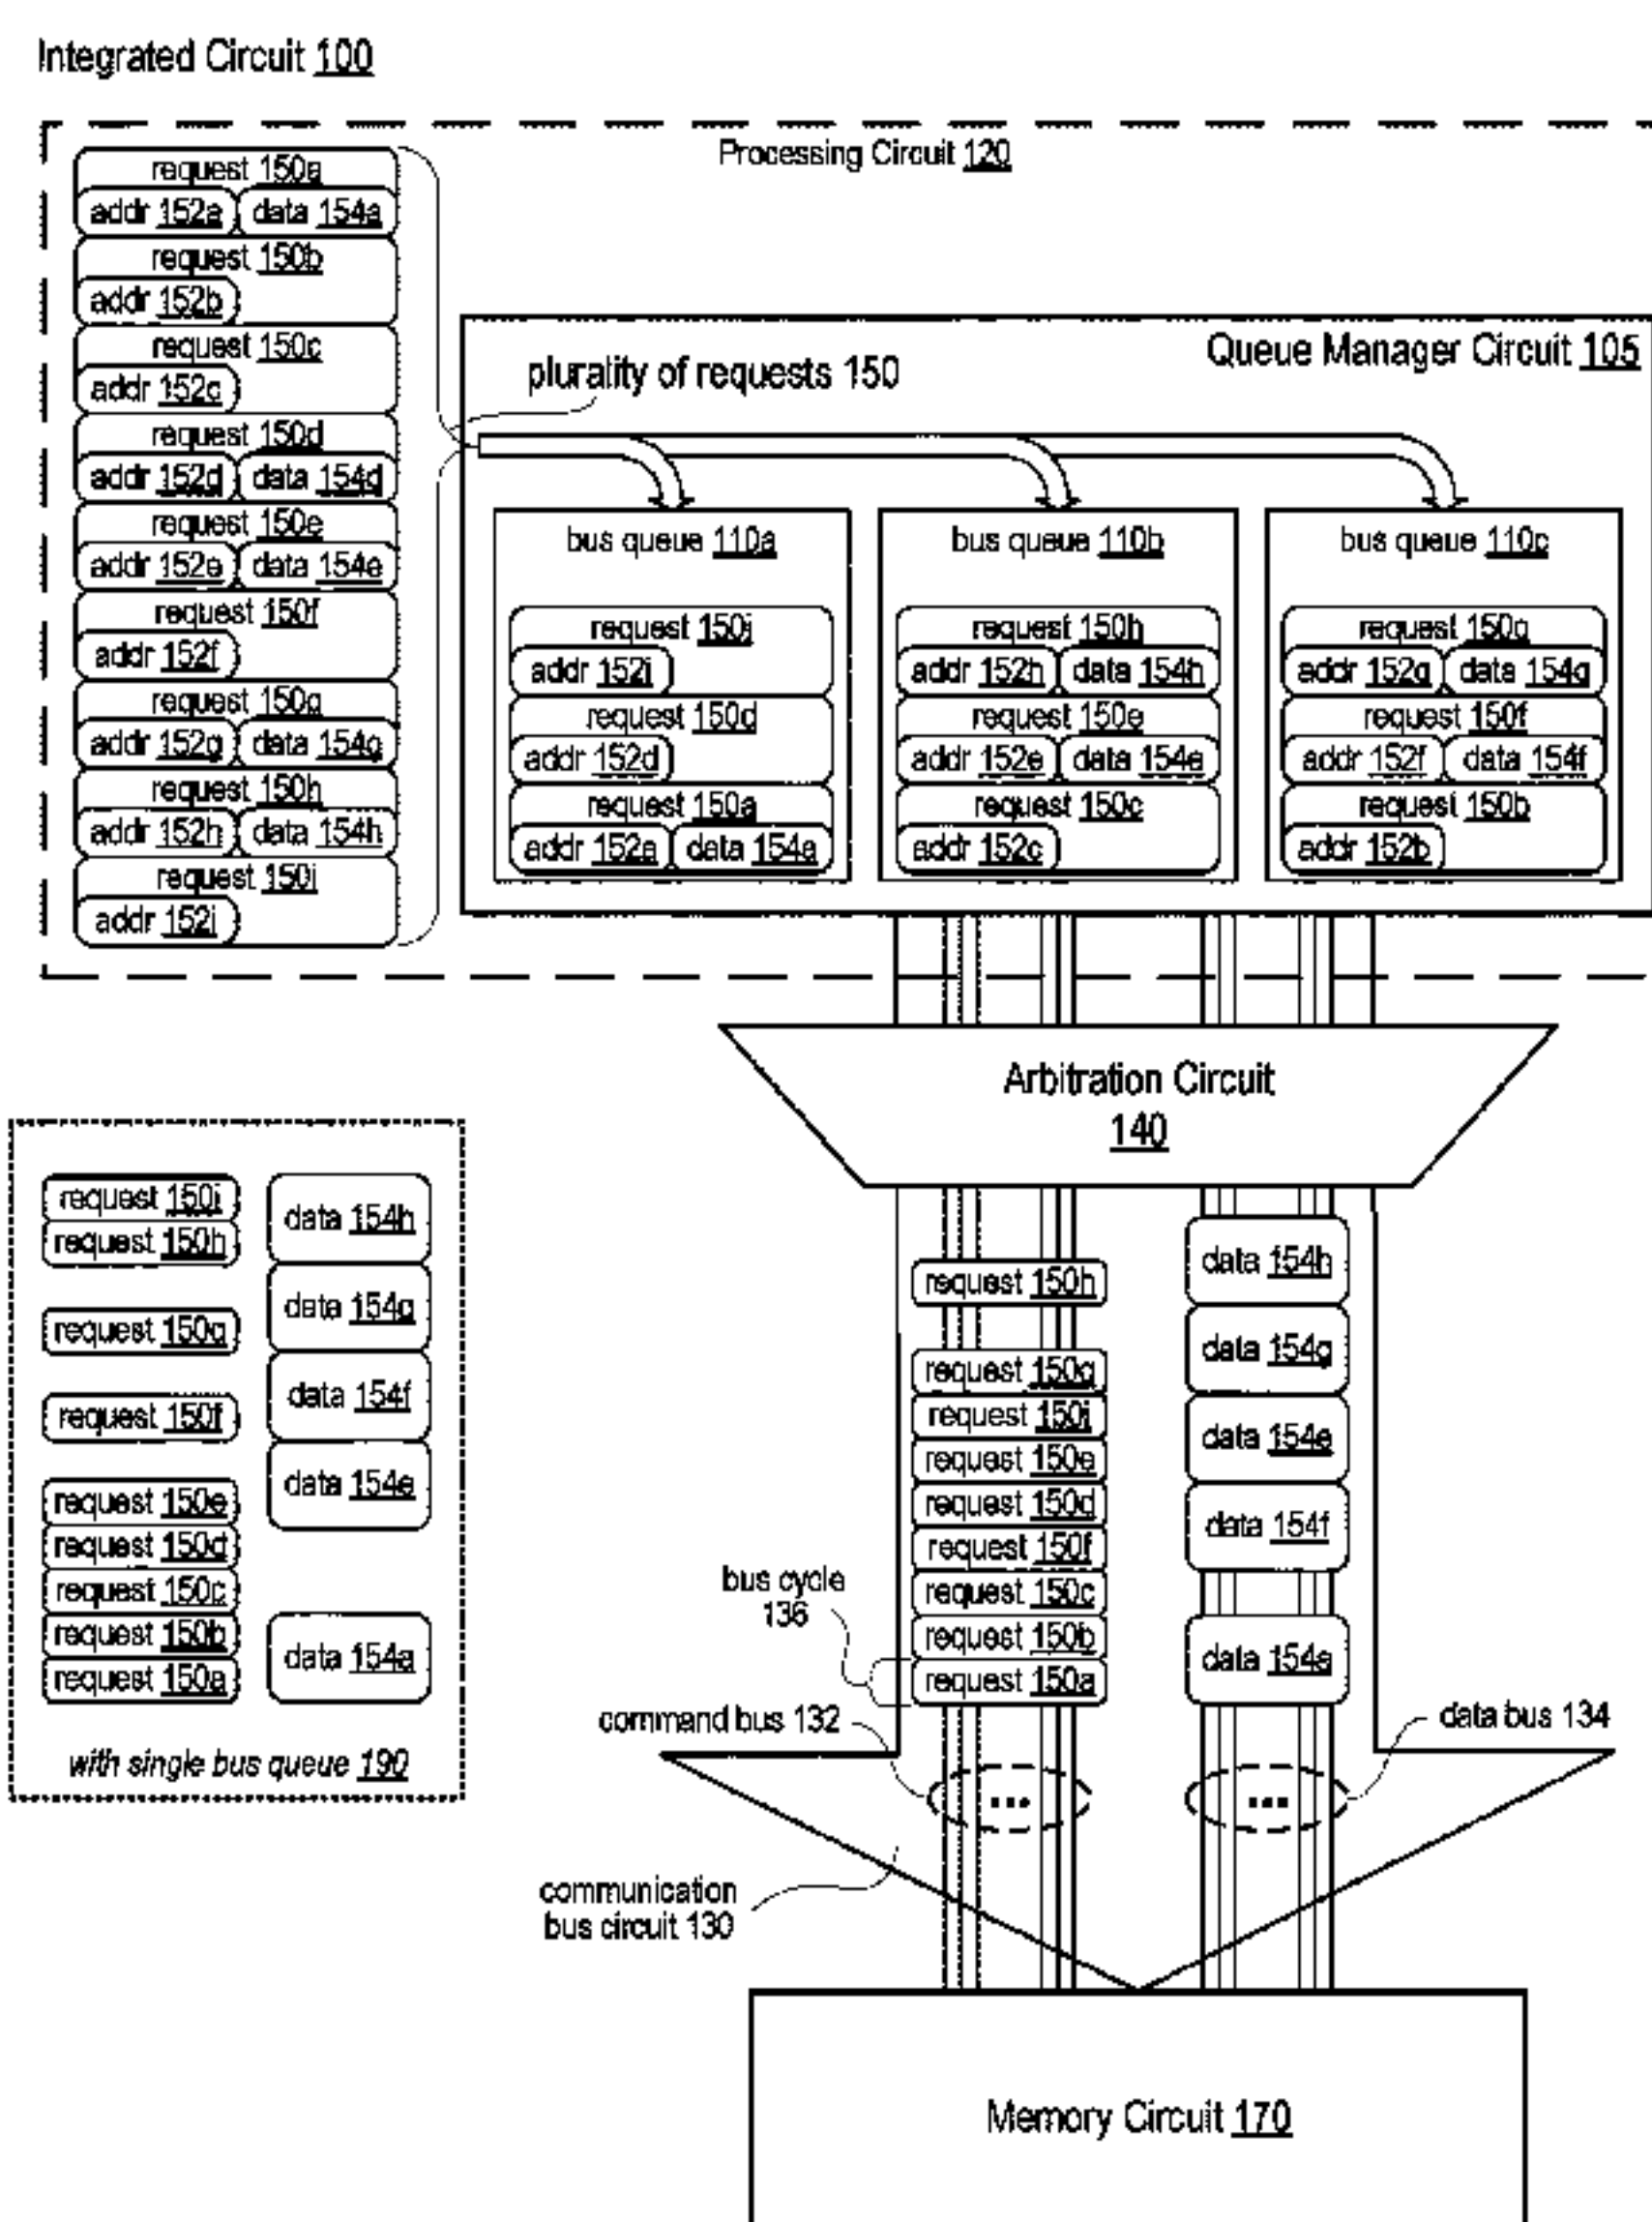 Integrated Circuit 100
Processing Circuit 120
request 150a
addr 152a data 154a
request 150b
addr 152b
request 150c
addr 152c
request 150d
addr 152d data 154d
request 150e
addr 152e data 154e
request 150f
addr 152f
request 150g
addr 152g data 154g
request 150h
addr 152h data 154h
request 150i
addr 152i
Queue Manager Circuit 105
plurality of requests 150
bus queue 110a
request 150i
addr 152i
request 150d
addr 152d
request 150a
addr 152a data 154a
bus queue 110b
request 150h
addr 152h data 154h
request 150e
addr 152e data 154e
request 150c
addr 152c
bus queue 110c
request 150g
addr 152g data 154g
request 150f
addr 152f data 154f
request 150b
addr 152b
Arbitration Circuit
140
request 150i
request 150h
request 150g
request 150f
request 150e
request 150d
request 150c
request 150b
request 150a
data 154h
data 154g
data 154f
data 154e
data 154a
with single bus queue 190
request 150h
request 150g
request 150i
request 150e
request 150d
request 150f
request 150c
request 150b
request 150a
data 154h
data 154g
data 154e
data 154f
data 154a
bus cycle
136
command bus 132
data bus 134
...
...
communication
bus circuit 130
Memory Circuit 170